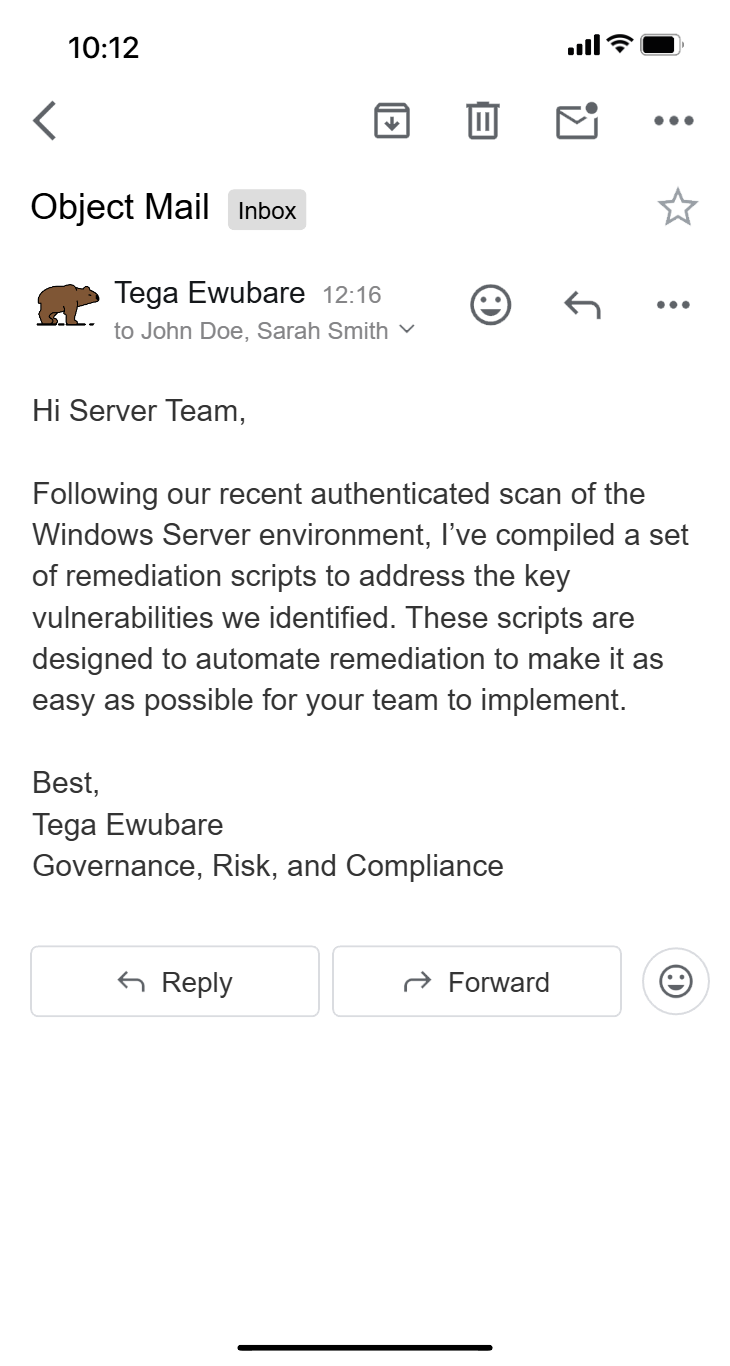 10:12
Object Mail Inbox
Tega Ewubare 12:16
to John Doe, Sarah Smith
Hi Server Team,
Following our recent authenticated scan of the
Windows Server environment, I’ve compiled a set
of remediation scripts to address the key
vulnerabilities we identified. These scripts are
designed to automate remediation to make it as
easy as possible for your team to implement.
Best,
Tega Ewubare
Governance, Risk, and Compliance
Reply Forward